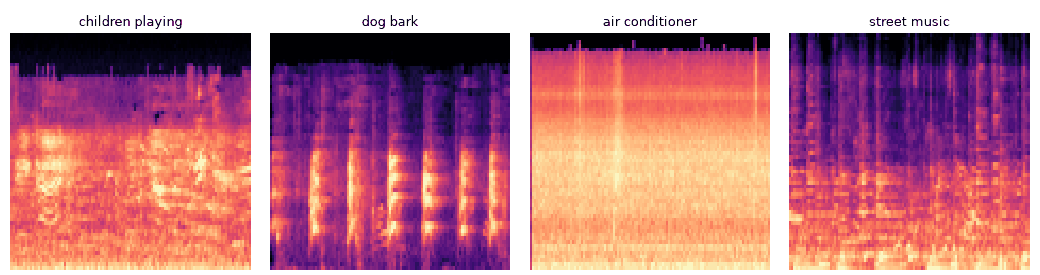 children playing
dog bark
air conditioner
street music